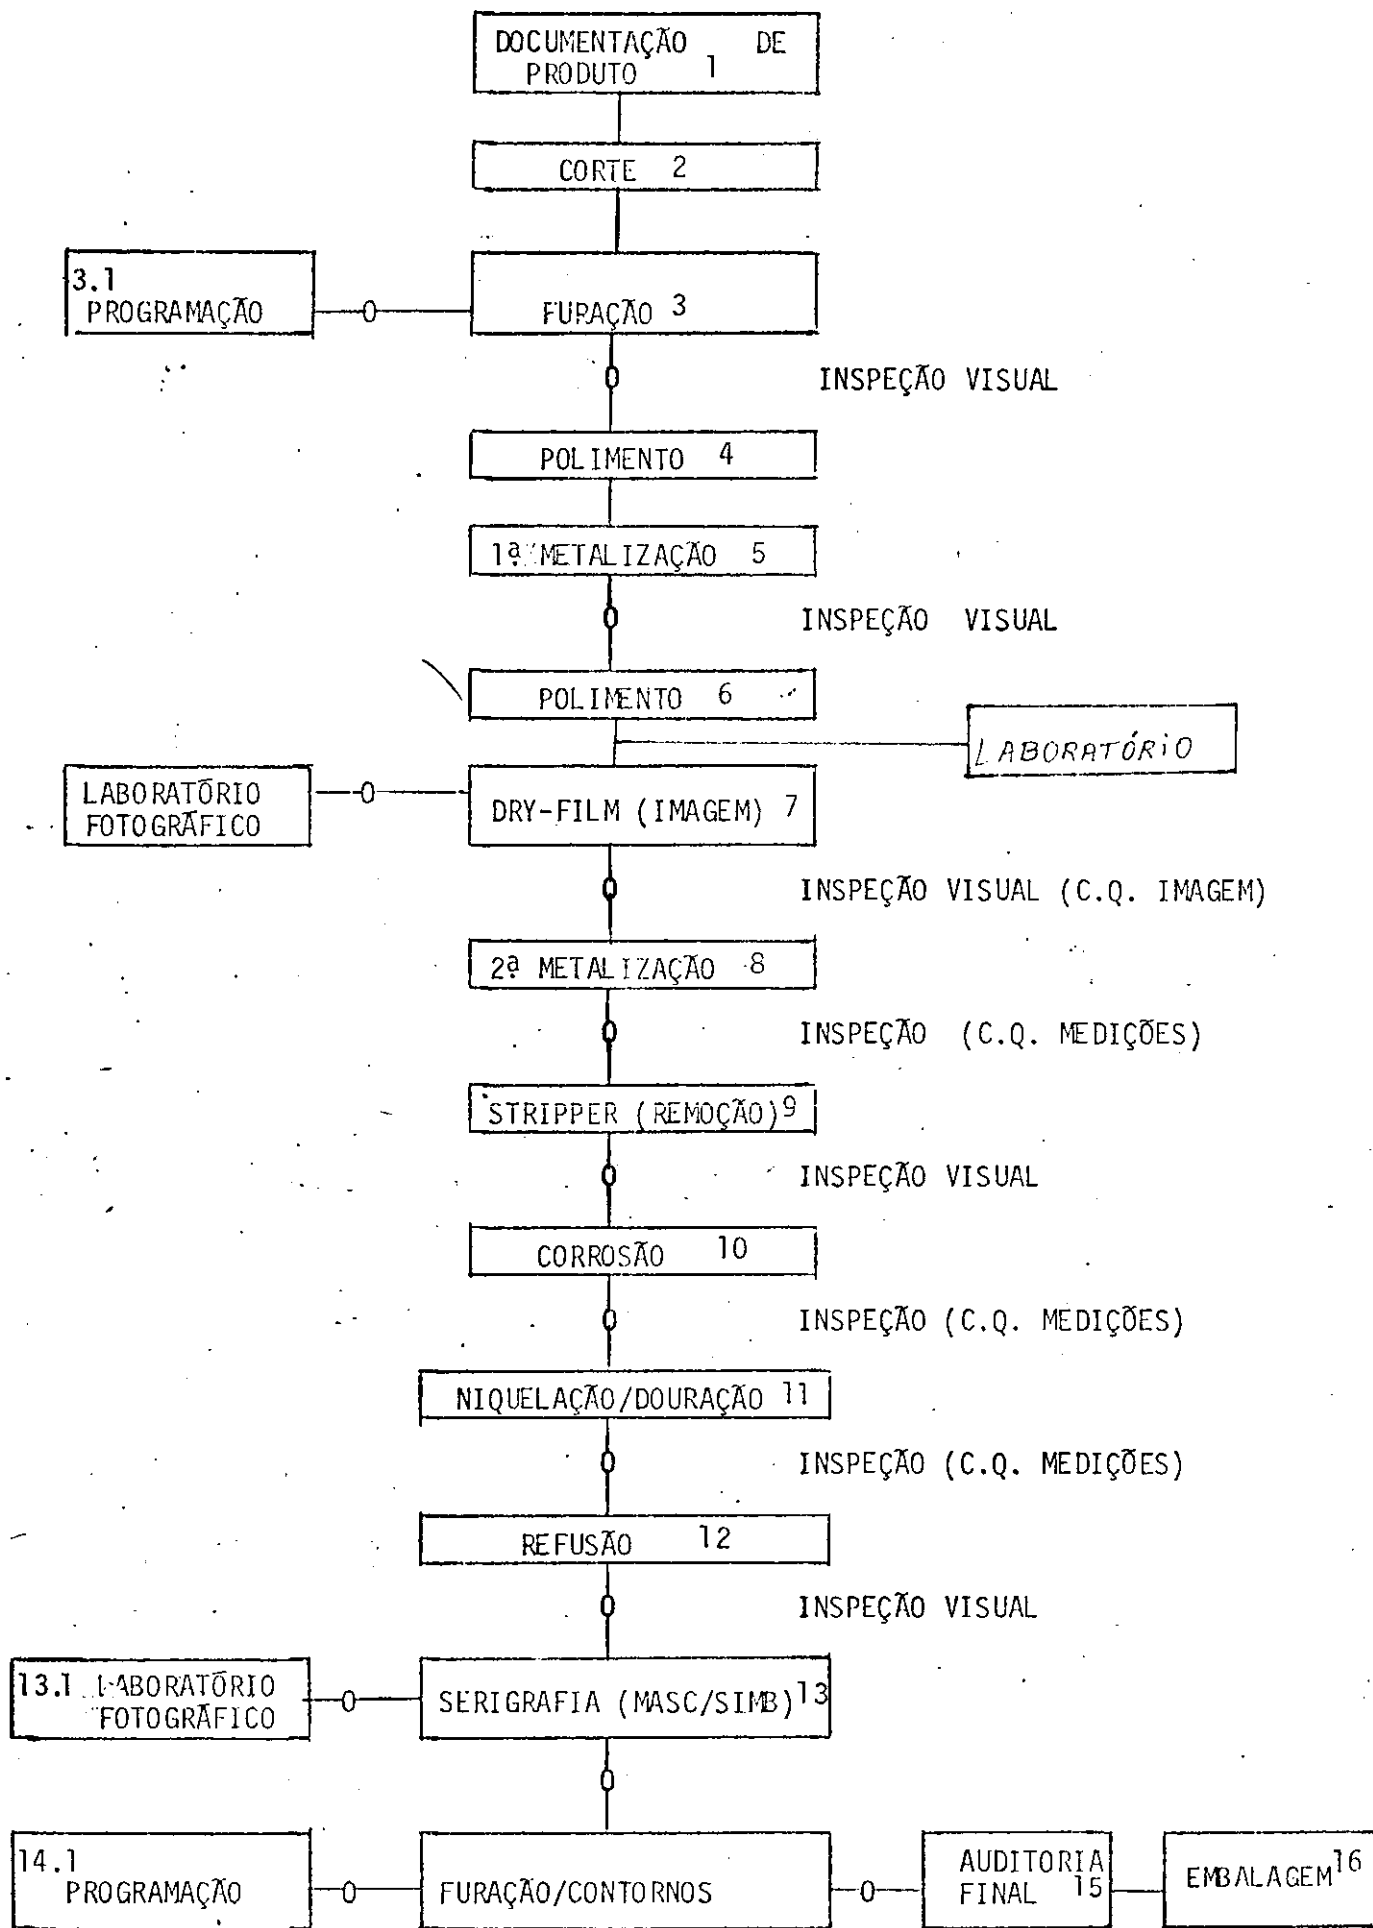 DOCUMENTAÇÃO DE
PRODUTO 1
CORTE 2
3.1
PROGRAMAÇÃO
FURAÇÃO 3
INSPEÇÃO VISUAL
POLIMENTO 4
1ª METALIZAÇÃO 5
INSPEÇÃO VISUAL
POLIMENTO 6
LABORATÓRIO
LABORATÓRIO
FOTOGRÁFICO
DRY-FILM (IMAGEM) 7
INSPEÇÃO VISUAL (C.Q. IMAGEM)
2ª METALIZAÇÃO 8
INSPEÇÃO (C.Q. MEDIÇÕES)
STRIPPER (REMOÇÃO) 9
INSPEÇÃO VISUAL
CORROSÃO 10
INSPEÇÃO (C.Q. MEDIÇÕES)
NIQUELAÇÃO/DOURAÇÃO 11
INSPEÇÃO (C.Q. MEDIÇÕES)
REFUSÃO 12
INSPEÇÃO VISUAL
13.1 LABORATÓRIO
FOTOGRÁFICO
SERIGRAFIA (MASC/SIMB) 13
14.1
PROGRAMAÇÃO
FURAÇÃO/CONTORNOS
AUDITORIA
FINAL 15
EMBALAGEM 16